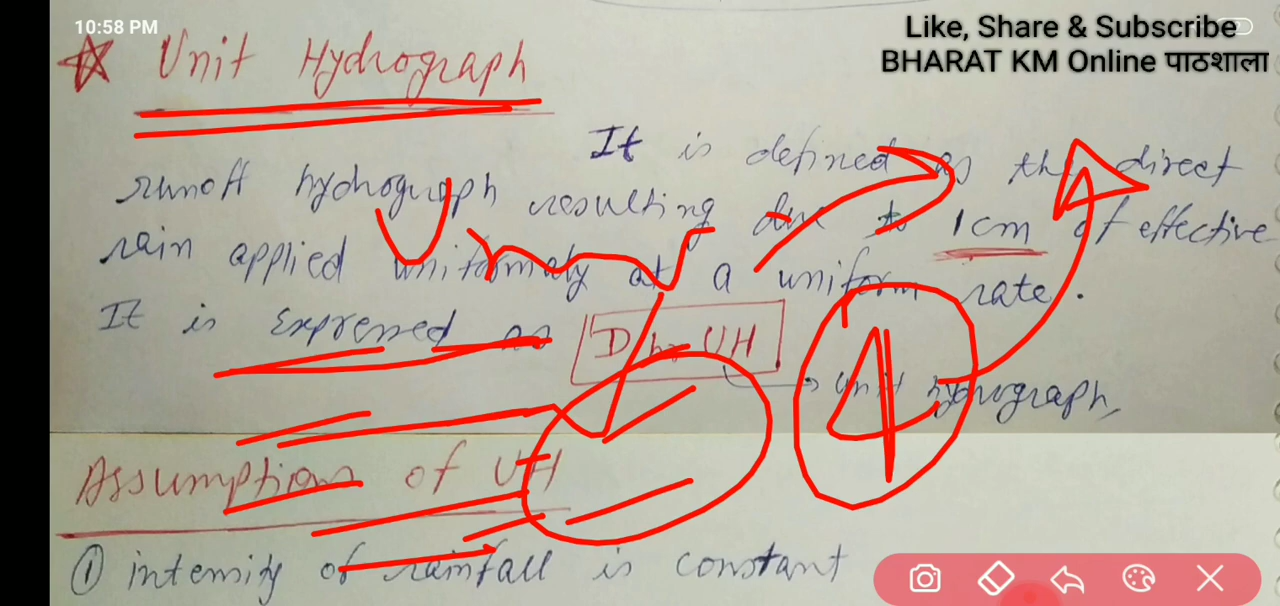 10:58 PM
Like, Share & Subscribe
BHARAT KM Online पाठशाला
Unit Hydrograph
It is defined as the direct
runoff hydrograph resulting due to 1cm of effective
rain applied uniformaly at a uniform rate.
It is expressed as D hr UH
unit hydrograph,
Assumptions of UH
① intensity of rainfall is constant